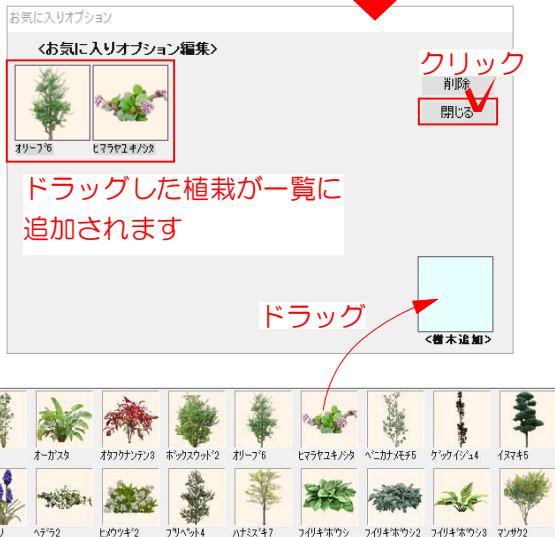 お気に入りオプション
<お気に入りオプション編集>
クリック
削除
閉じる
オリーブ6 ヒマラヤユキノシタ
ドラッグした植栽が一覧に
追加されます
ドラッグ
<樹木追加>
オーガスタ オタフクナンテン3 ボックスウッド2 オリーブ6 ヒマラヤユキノシタ ベニカナメモチ5 ゲッケイジュ4 イヌマキ5
リ ヘデラ2 ヒメウツギ2 プリペット4 ハナミズキ7 フイリギボウシ フイリギボウシ2 フイリギボウシ3 マンサク2